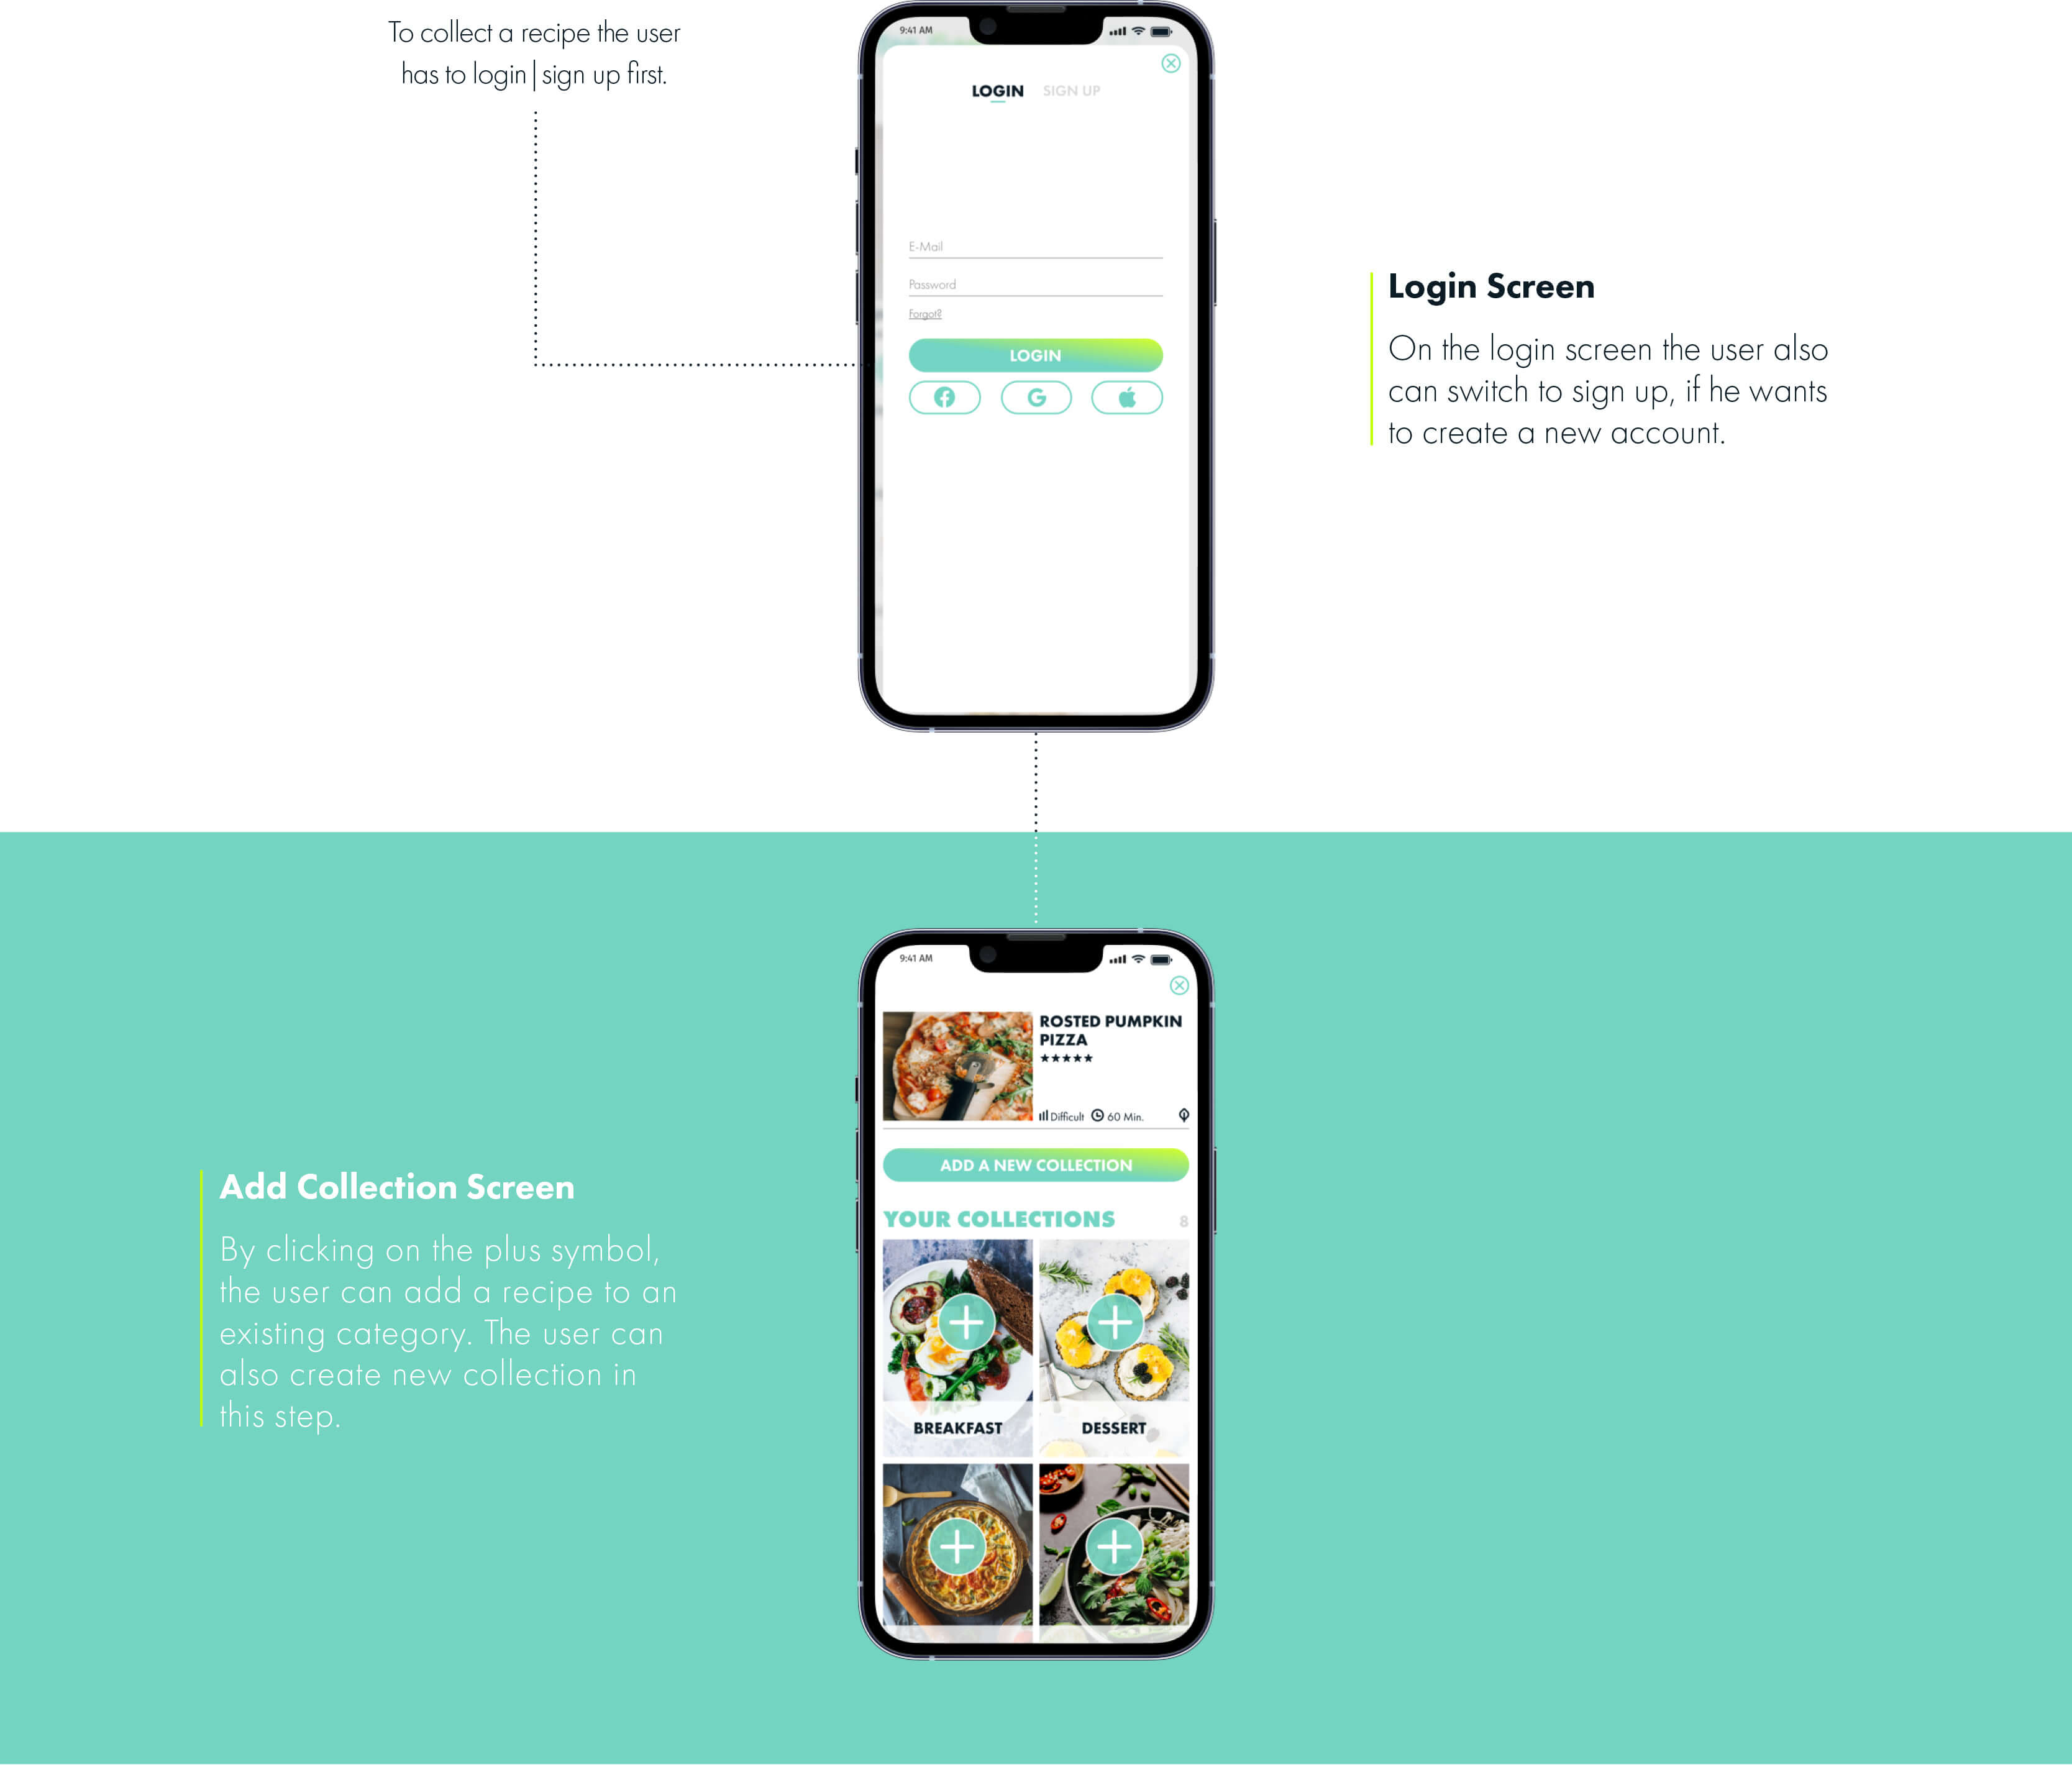 To collect a recipe the user
has to login|sign up first.
9:41 AM
LOGIN SIGN UP
E-Mail
Password
Forgot?
LOGIN
Login Screen
On the login screen the user also
can switch to sign up, if he wants
to create a new account.
Add Collection Screen
By clicking on the plus symbol,
the user can add a recipe to an
existing category. The user can
also create new collection in
this step.
9:41 AM
ROSTED PUMPKIN
PIZZA
Difficult 60 Min.
ADD A NEW COLLECTION
YOUR COLLECTIONS 8
BREAKFAST DESSERT